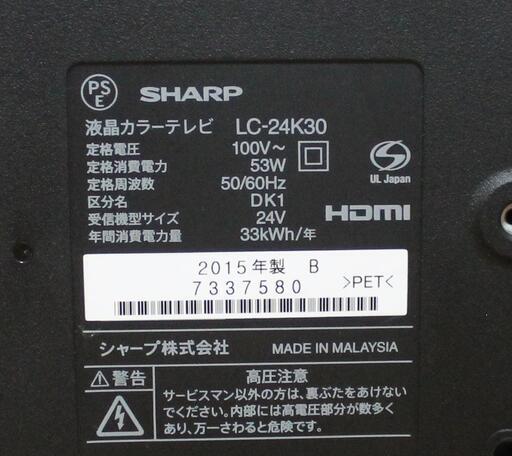 PS
E
SHARP
液晶カラーテレビ LC-24K30
定格電圧 100V～
定格消費電力 53W
定格周波数 50/60Hz
区分名 DK1
受信機型サイズ 24V
年間消費電力量 33kWh/年
UL Japan
HDMI
2015年製 B
7337580
>PET<
シャープ株式会社 MADE IN MALAYSIA
警告
高圧注意
サービスマン以外の方は、裏ぶたをあけない
でください。内部には高電圧部分が数多く
あり、万一さわると危険です。